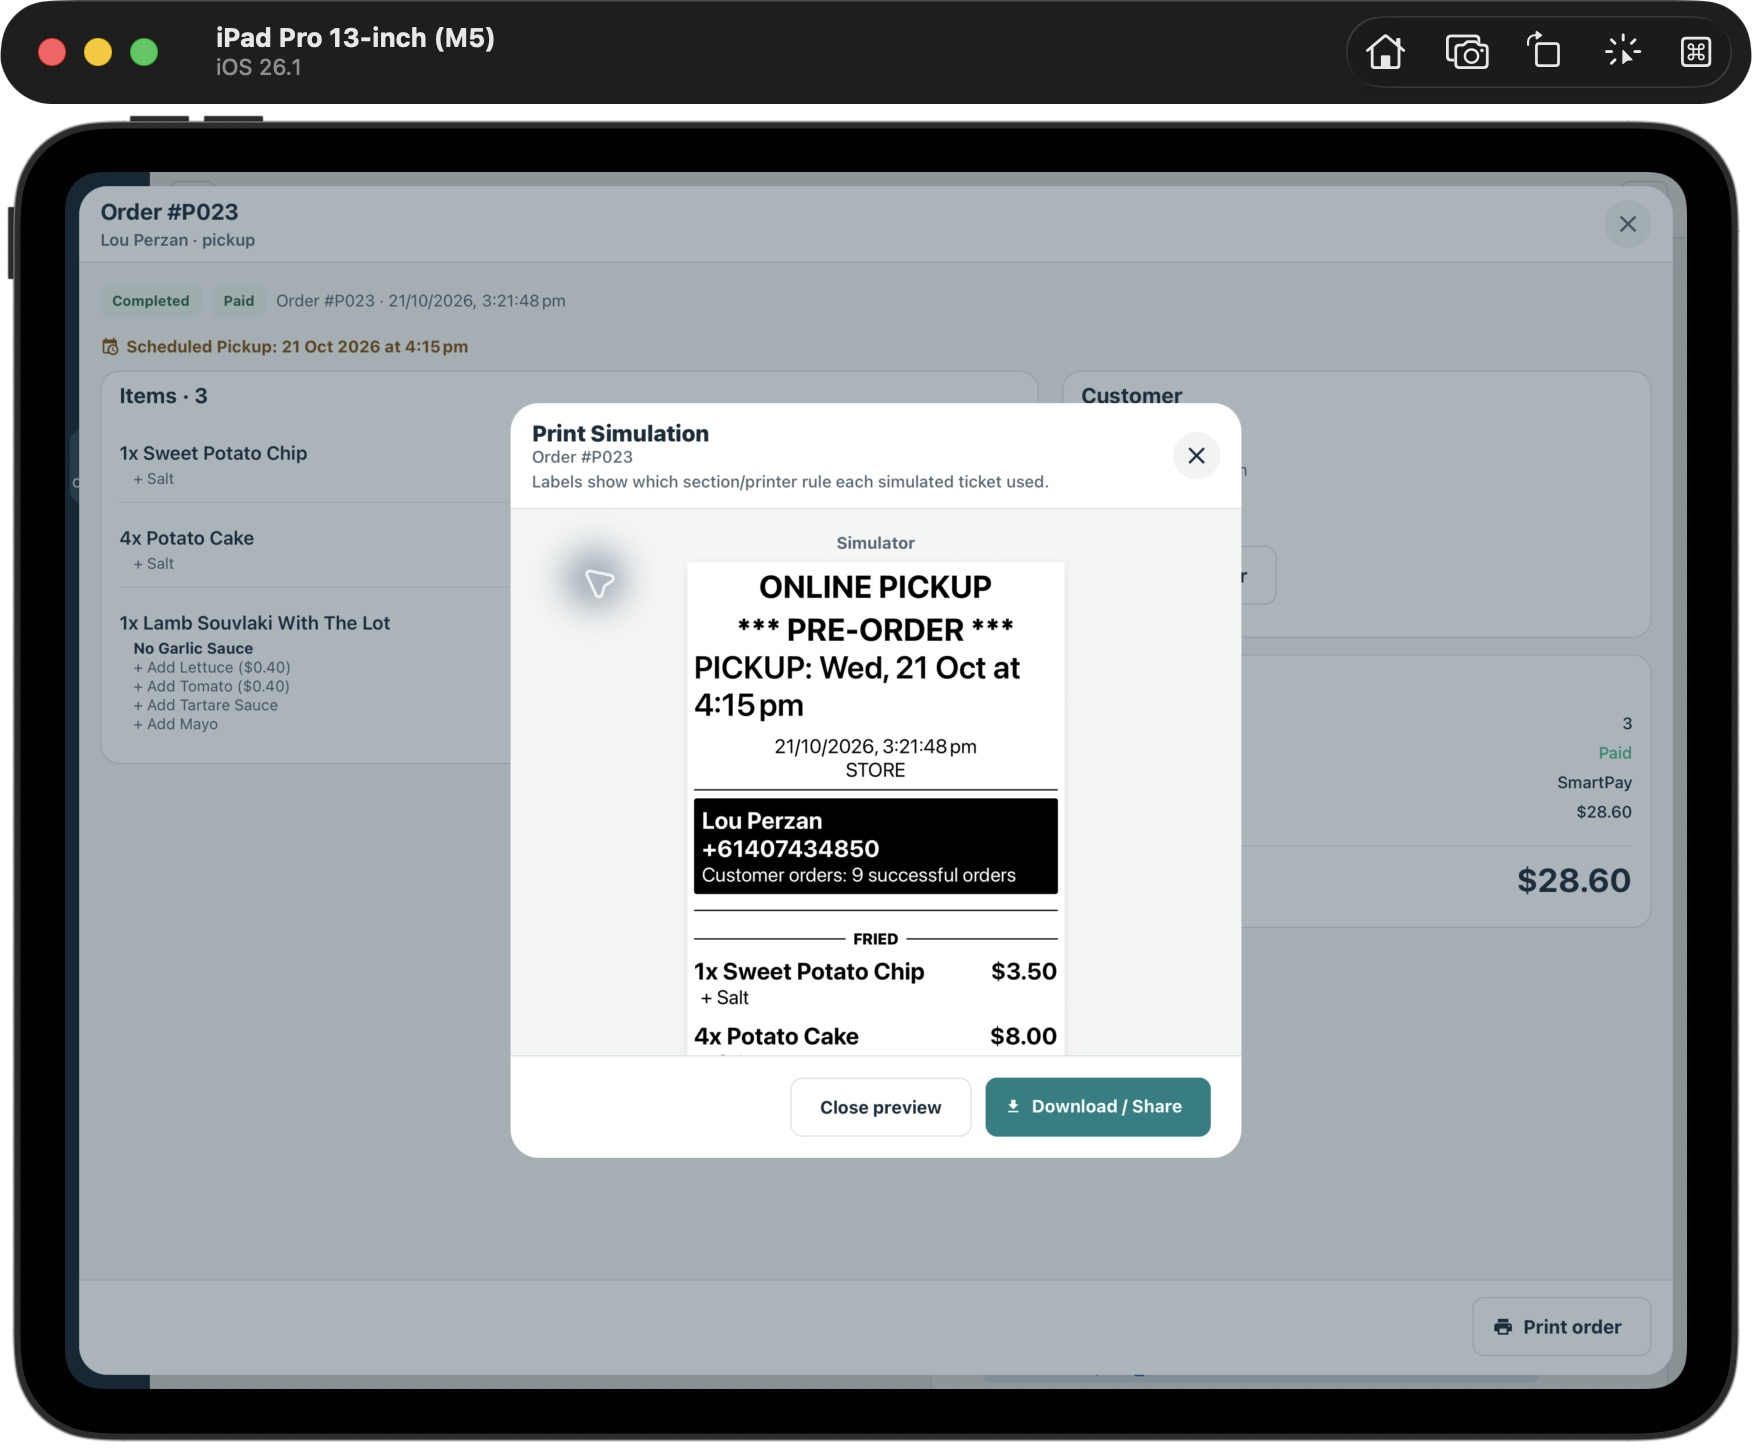 iPad Pro 13-inch (M5)
iOS 26.1
Order #P023
Lou Perzan · pickup
Completed
Paid
Order #P023 · 21/10/2026, 3:21:48 pm
Scheduled Pickup: 21 Oct 2026 at 4:15 pm
Items · 3
1x Sweet Potato Chip
+ Salt
4x Potato Cake
+ Salt
1x Lamb Souvlaki With The Lot
No Garlic Sauce
+ Add Lettuce ($0.40)
+ Add Tomato ($0.40)
+ Add Tartare Sauce
+ Add Mayo
Customer
3
Paid
SmartPay
$28.60
$28.60
Print Simulation
Order #P023
Labels show which section/printer rule each simulated ticket used.
Simulator
ONLINE PICKUP
*** PRE-ORDER ***
PICKUP: Wed, 21 Oct at
4:15 pm
21/10/2026, 3:21:48 pm
STORE
Lou Perzan
+61407434850
Customer orders: 9 successful orders
FRIED
1x Sweet Potato Chip $3.50
+ Salt
4x Potato Cake $8.00
Close preview
Download / Share
Print order